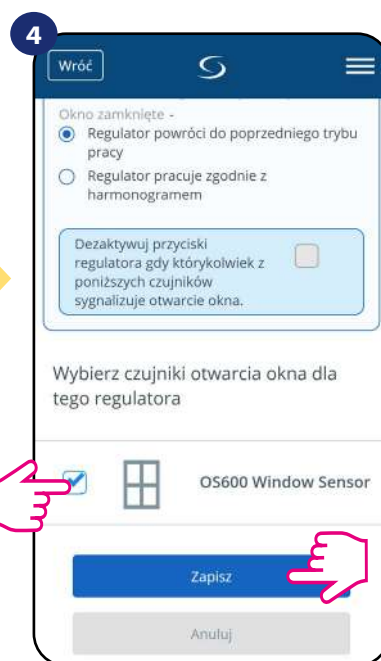 4
Wróć
Okno zamknięte -
Regulator powróci do poprzedniego trybu
pracy
Regulator pracuje zgodnie z
harmonogramem
Dezaktywuj przyciski
regulatora gdy którykolwiek z
poniższych czujników
sygnalizuje otwarcie okna.
Wybierz czujniki otwarcia okna dla
tego regulatora
OS600 Window Sensor
Zapisz
Anuluj